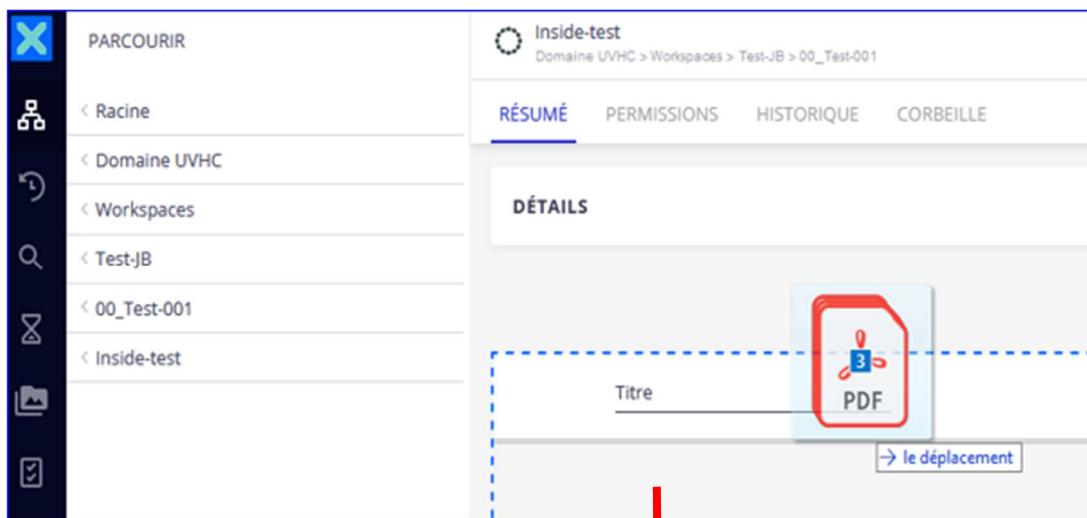 PARCOURIR
Racine
Domaine UVHC
Workspaces
Test-JB
00_Test-001
Inside-test
Inside-test
Domaine UVHC > Workspaces > Test-JB > 00_Test-001
RÉSUMÉ PERMISSIONS HISTORIQUE CORBEILLE
DÉTAILS
Titre
3
PDF
→ le déplacement